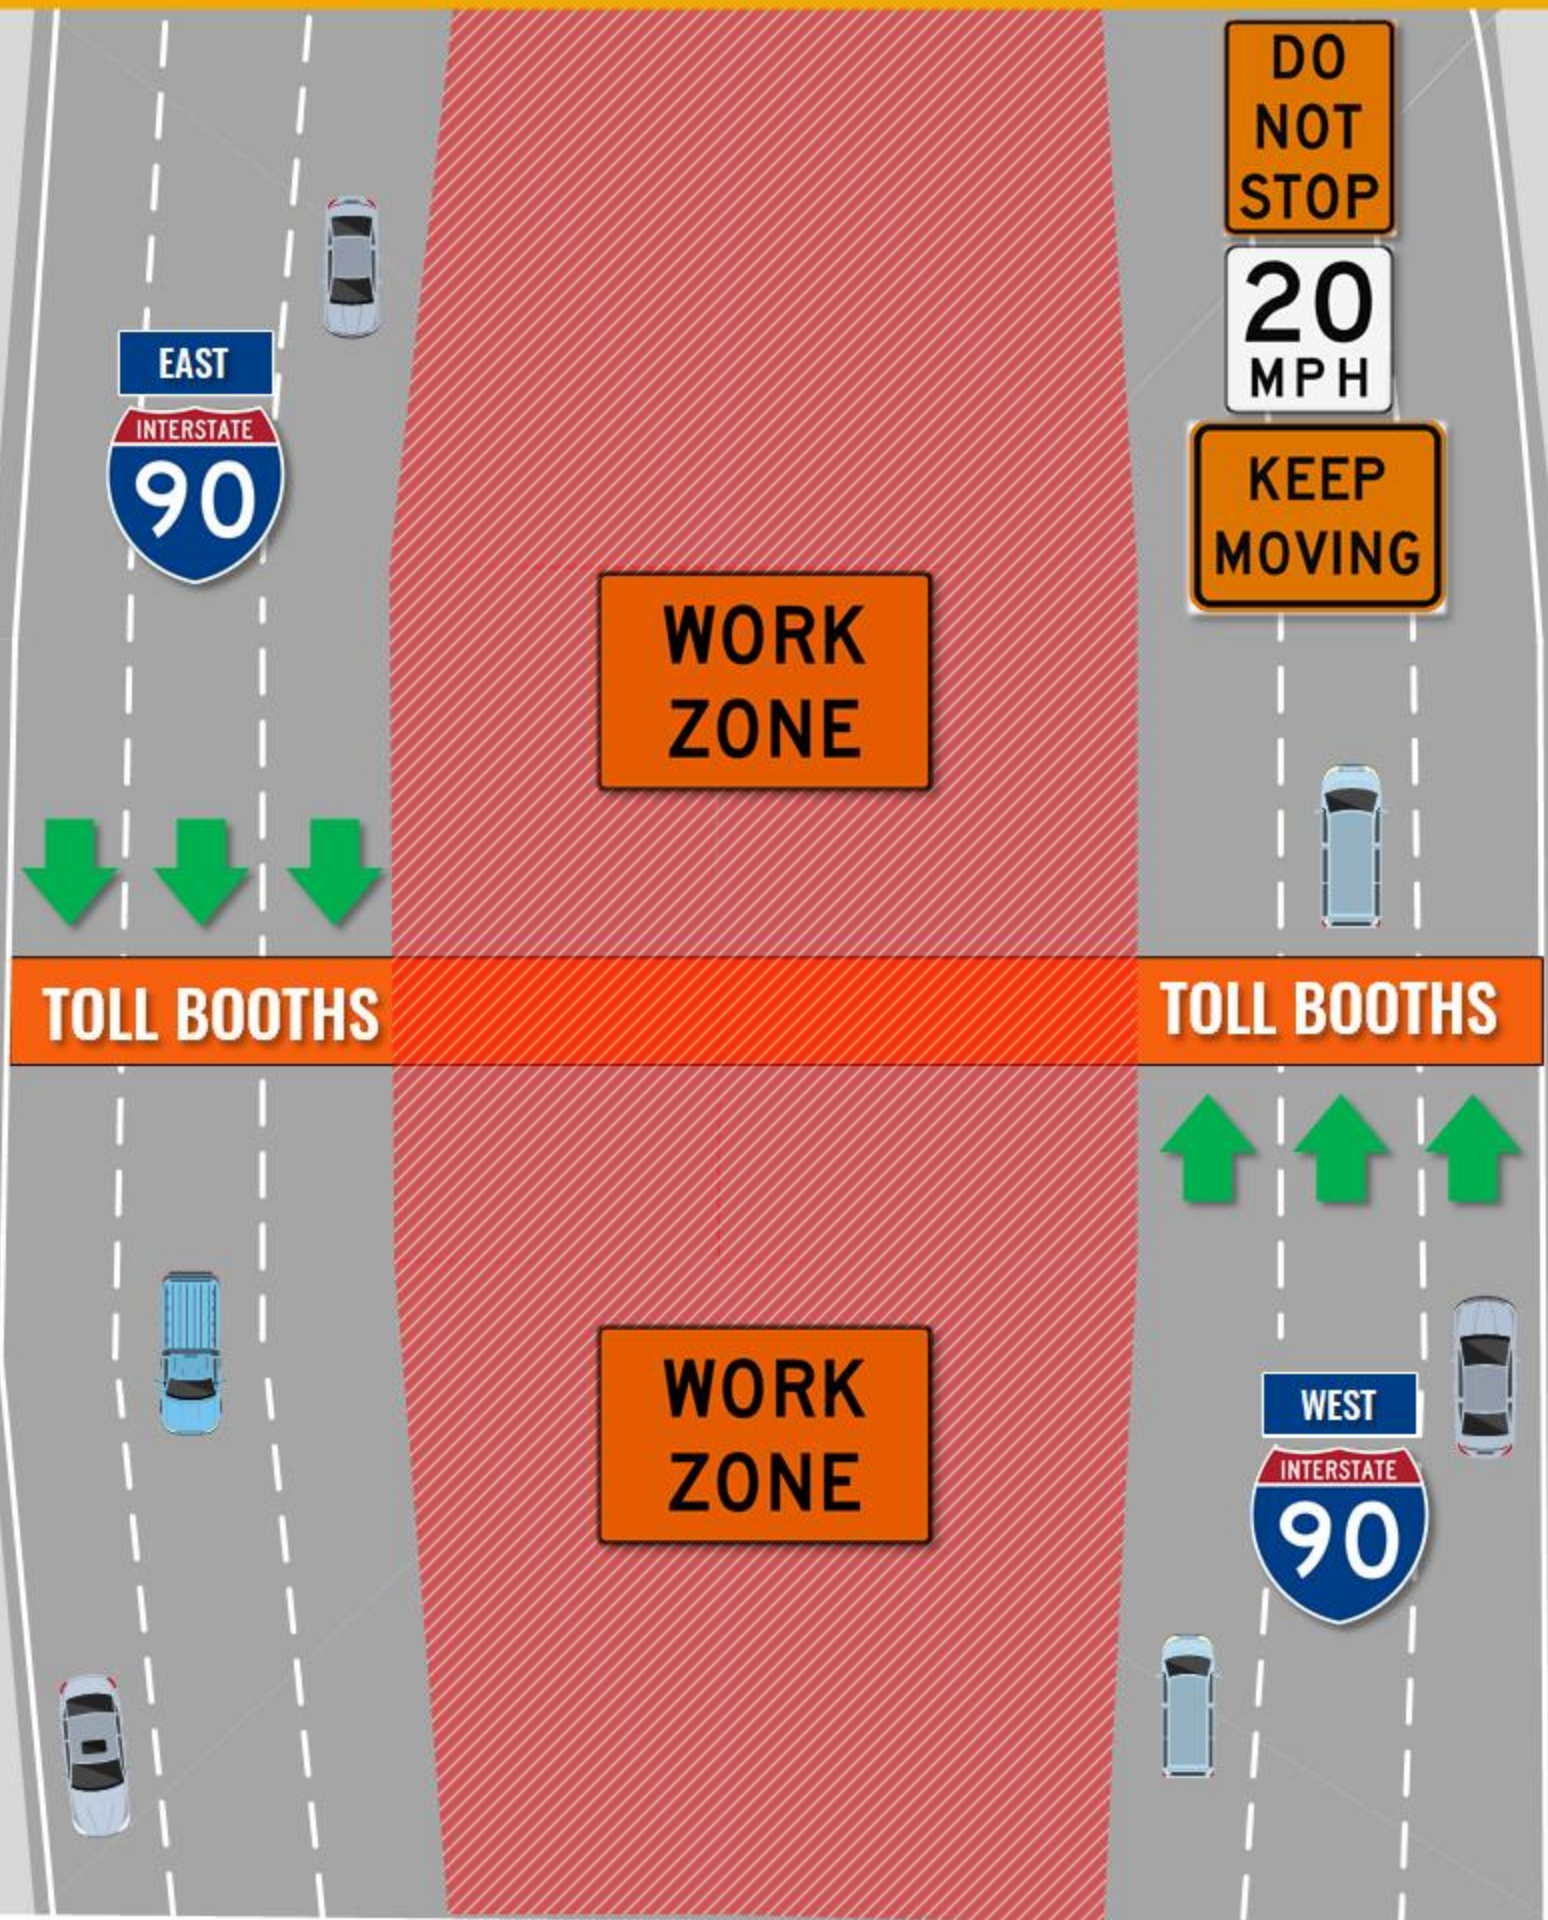 DO
NOT
STOP
20
MPH
EAST
INTERSTATE
90
KEEP
MOVING
WORK
ZONE
TOLL BOOTHS
TOLL BOOTHS
WORK
ZONE
WEST
INTERSTATE
90